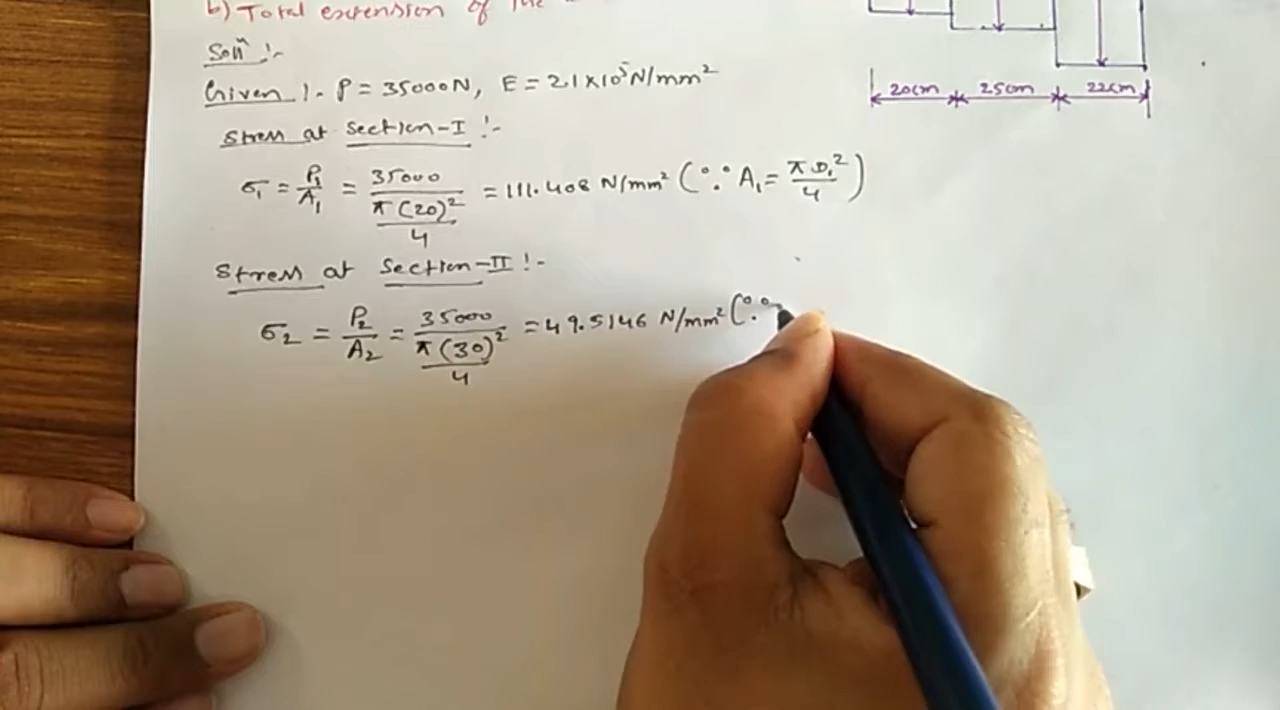 b) Total extension of the
Solⁿ :-
Given :- P = 35000N, E = 2.1×10⁵N/mm²
20cm 25cm 22cm
Stress at Section-I :-
σ₁ = P₁/A₁ = 35000/(π(20)²/4) = 111.408 N/mm² (∵ A₁ = πD₁²/4)
Stress at Section-II :-
σ₂ = P₂/A₂ = 35000/(π(30)²/4) = 49.5146 N/mm² (∵